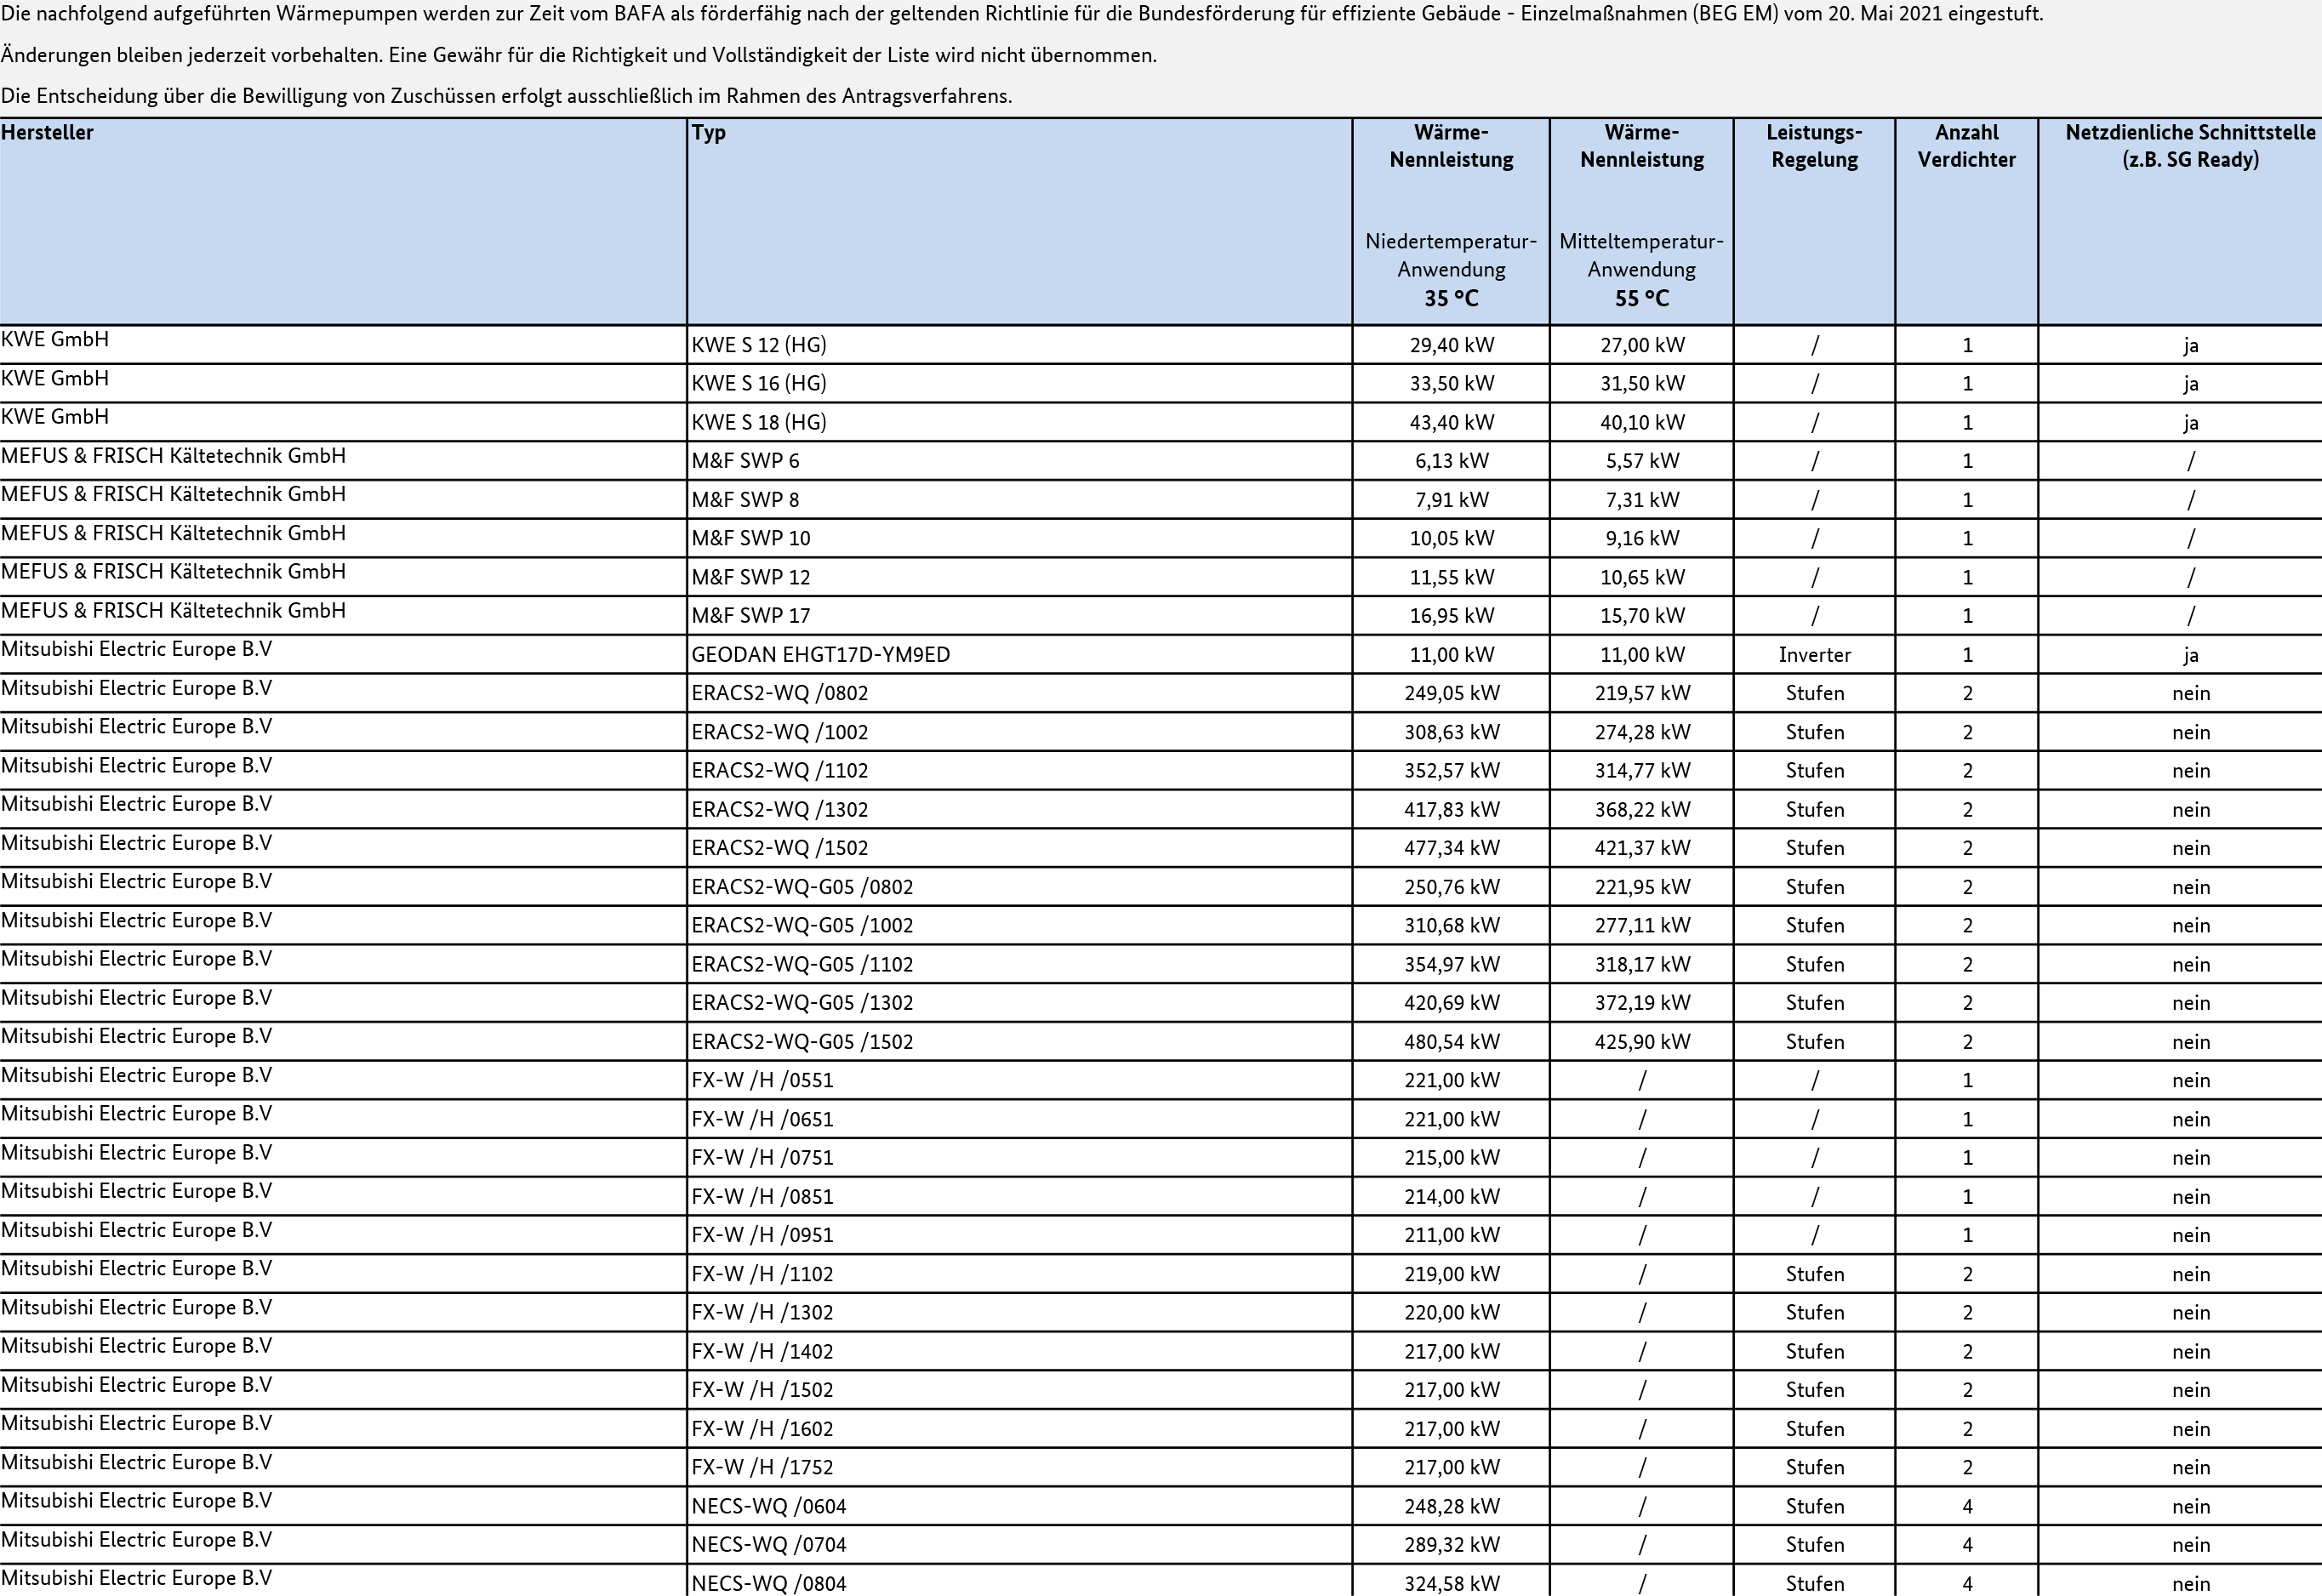 Die nachfolgend aufgeführten Wärmepumpen werden zur Zeit vom BAFA als förderfähig nach der geltenden Richtlinie für die Bundesförderung für effiziente Gebäude - Einzelmaßnahmen (BEG EM) vom 20. Mai 2021 eingestuft.
Änderungen bleiben jederzeit vorbehalten. Eine Gewähr für die Richtigkeit und Vollständigkeit der Liste wird nicht übernommen.
Die Entscheidung über die Bewilligung von Zuschüssen erfolgt ausschließlich im Rahmen des Antragsverfahrens.
Hersteller Typ Wärme- Wärme- Leistungs- Anzahl Netzdienliche Schnittstelle
Nennleistung Nennleistung Regelung Verdichter (z.B. SG Ready)
Niedertemperatur- Mitteltemperatur-
Anwendung Anwendung
35 °C 55 °C
KWE GmbH KWE S 12 (HG) 29,40 kW 27,00 kW / 1 ja
KWE GmbH KWE S 16 (HG) 33,50 kW 31,50 kW / 1 ja
KWE GmbH KWE S 18 (HG) 43,40 kW 40,10 kW / 1 ja
MEFUS & FRISCH Kältetechnik GmbH M&F SWP 6 6,13 kW 5,57 kW / 1 /
MEFUS & FRISCH Kältetechnik GmbH M&F SWP 8 7,91 kW 7,31 kW / 1 /
MEFUS & FRISCH Kältetechnik GmbH M&F SWP 10 10,05 kW 9,16 kW / 1 /
MEFUS & FRISCH Kältetechnik GmbH M&F SWP 12 11,55 kW 10,65 kW / 1 /
MEFUS & FRISCH Kältetechnik GmbH M&F SWP 17 16,95 kW 15,70 kW / 1 /
Mitsubishi Electric Europe B.V GEODAN EHGT17D-YM9ED 11,00 kW 11,00 kW Inverter 1 ja
Mitsubishi Electric Europe B.V ERACS2-WQ /0802 249,05 kW 219,57 kW Stufen 2 nein
Mitsubishi Electric Europe B.V ERACS2-WQ /1002 308,63 kW 274,28 kW Stufen 2 nein
Mitsubishi Electric Europe B.V ERACS2-WQ /1102 352,57 kW 314,77 kW Stufen 2 nein
Mitsubishi Electric Europe B.V ERACS2-WQ /1302 417,83 kW 368,22 kW Stufen 2 nein
Mitsubishi Electric Europe B.V ERACS2-WQ /1502 477,34 kW 421,37 kW Stufen 2 nein
Mitsubishi Electric Europe B.V ERACS2-WQ-G05 /0802 250,76 kW 221,95 kW Stufen 2 nein
Mitsubishi Electric Europe B.V ERACS2-WQ-G05 /1002 310,68 kW 277,11 kW Stufen 2 nein
Mitsubishi Electric Europe B.V ERACS2-WQ-G05 /1102 354,97 kW 318,17 kW Stufen 2 nein
Mitsubishi Electric Europe B.V ERACS2-WQ-G05 /1302 420,69 kW 372,19 kW Stufen 2 nein
Mitsubishi Electric Europe B.V ERACS2-WQ-G05 /1502 480,54 kW 425,90 kW Stufen 2 nein
Mitsubishi Electric Europe B.V FX-W /H /0551 221,00 kW / / 1 nein
Mitsubishi Electric Europe B.V FX-W /H /0651 221,00 kW / / 1 nein
Mitsubishi Electric Europe B.V FX-W /H /0751 215,00 kW / / 1 nein
Mitsubishi Electric Europe B.V FX-W /H /0851 214,00 kW / / 1 nein
Mitsubishi Electric Europe B.V FX-W /H /0951 211,00 kW / / 1 nein
Mitsubishi Electric Europe B.V FX-W /H /1102 219,00 kW / Stufen 2 nein
Mitsubishi Electric Europe B.V FX-W /H /1302 220,00 kW / Stufen 2 nein
Mitsubishi Electric Europe B.V FX-W /H /1402 217,00 kW / Stufen 2 nein
Mitsubishi Electric Europe B.V FX-W /H /1502 217,00 kW / Stufen 2 nein
Mitsubishi Electric Europe B.V FX-W /H /1602 217,00 kW / Stufen 2 nein
Mitsubishi Electric Europe B.V FX-W /H /1752 217,00 kW / Stufen 2 nein
Mitsubishi Electric Europe B.V NECS-WQ /0604 248,28 kW / Stufen 4 nein
Mitsubishi Electric Europe B.V NECS-WQ /0704 289,32 kW / Stufen 4 nein
Mitsubishi Electric Europe B.V NECS-WQ /0804 324,58 kW / Stufen 4 nein